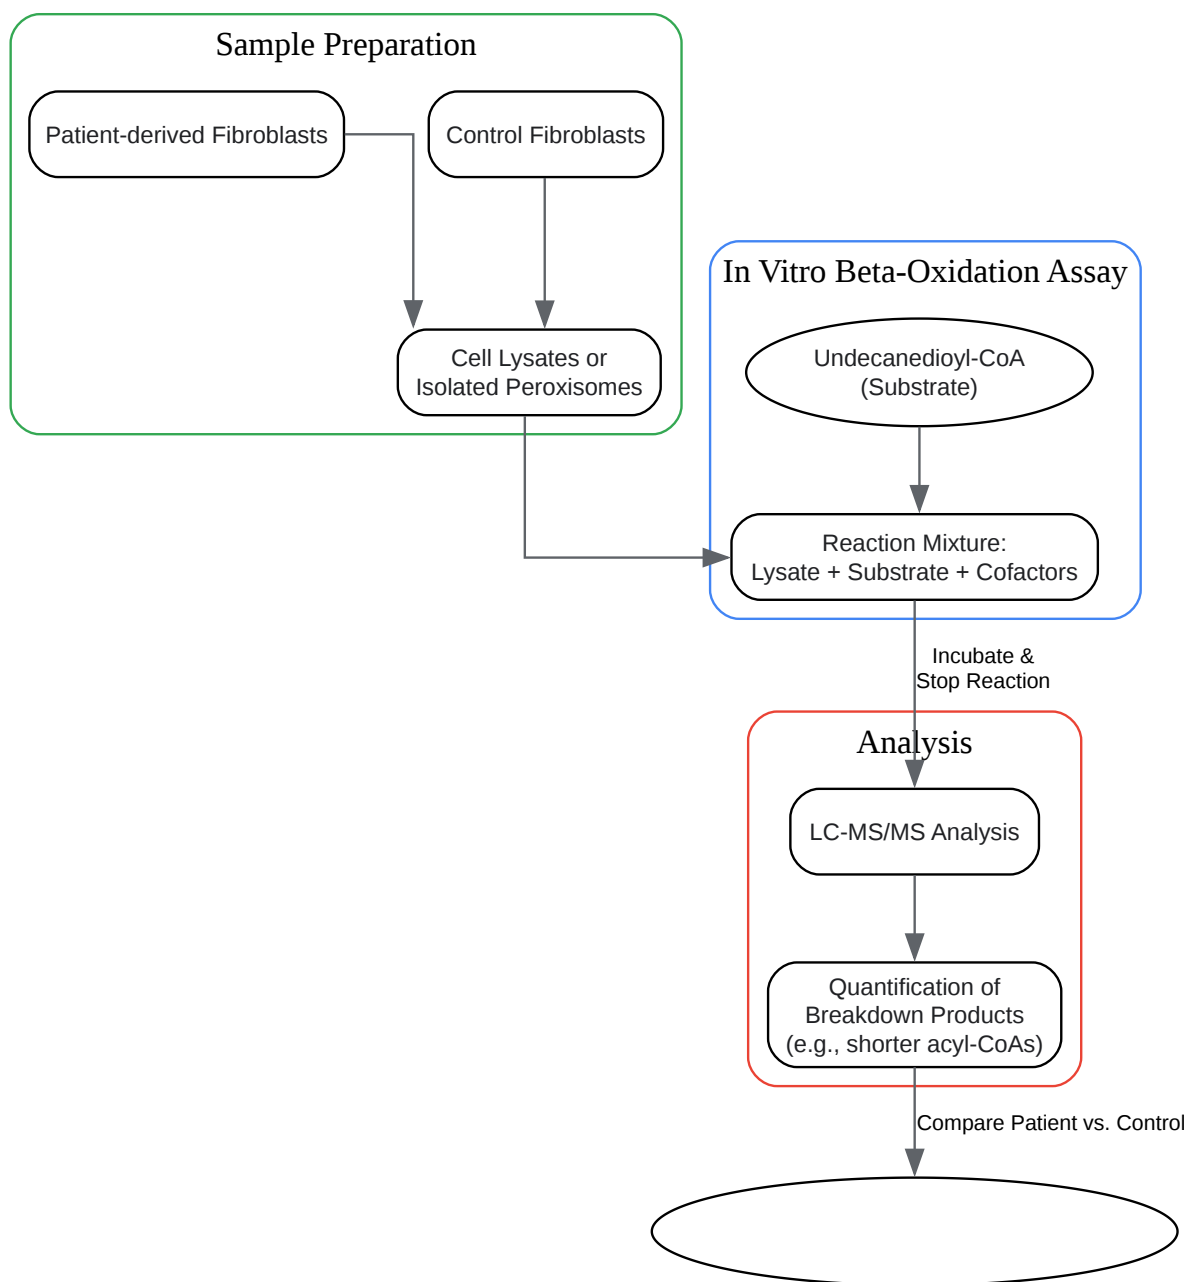 Sample Preparation
Patient-derived Fibroblasts
Control Fibroblasts
Cell Lysates or
Isolated Peroxisomes
In Vitro Beta-Oxidation Assay
Undecanedioyl-CoA
(Substrate)
Reaction Mixture:
Lysate + Substrate + Cofactors
Incubate &
Stop Reaction
Analysis
LC-MS/MS Analysis
Quantification of
Breakdown Products
(e.g., shorter acyl-CoAs)
Compare Patient vs. Control